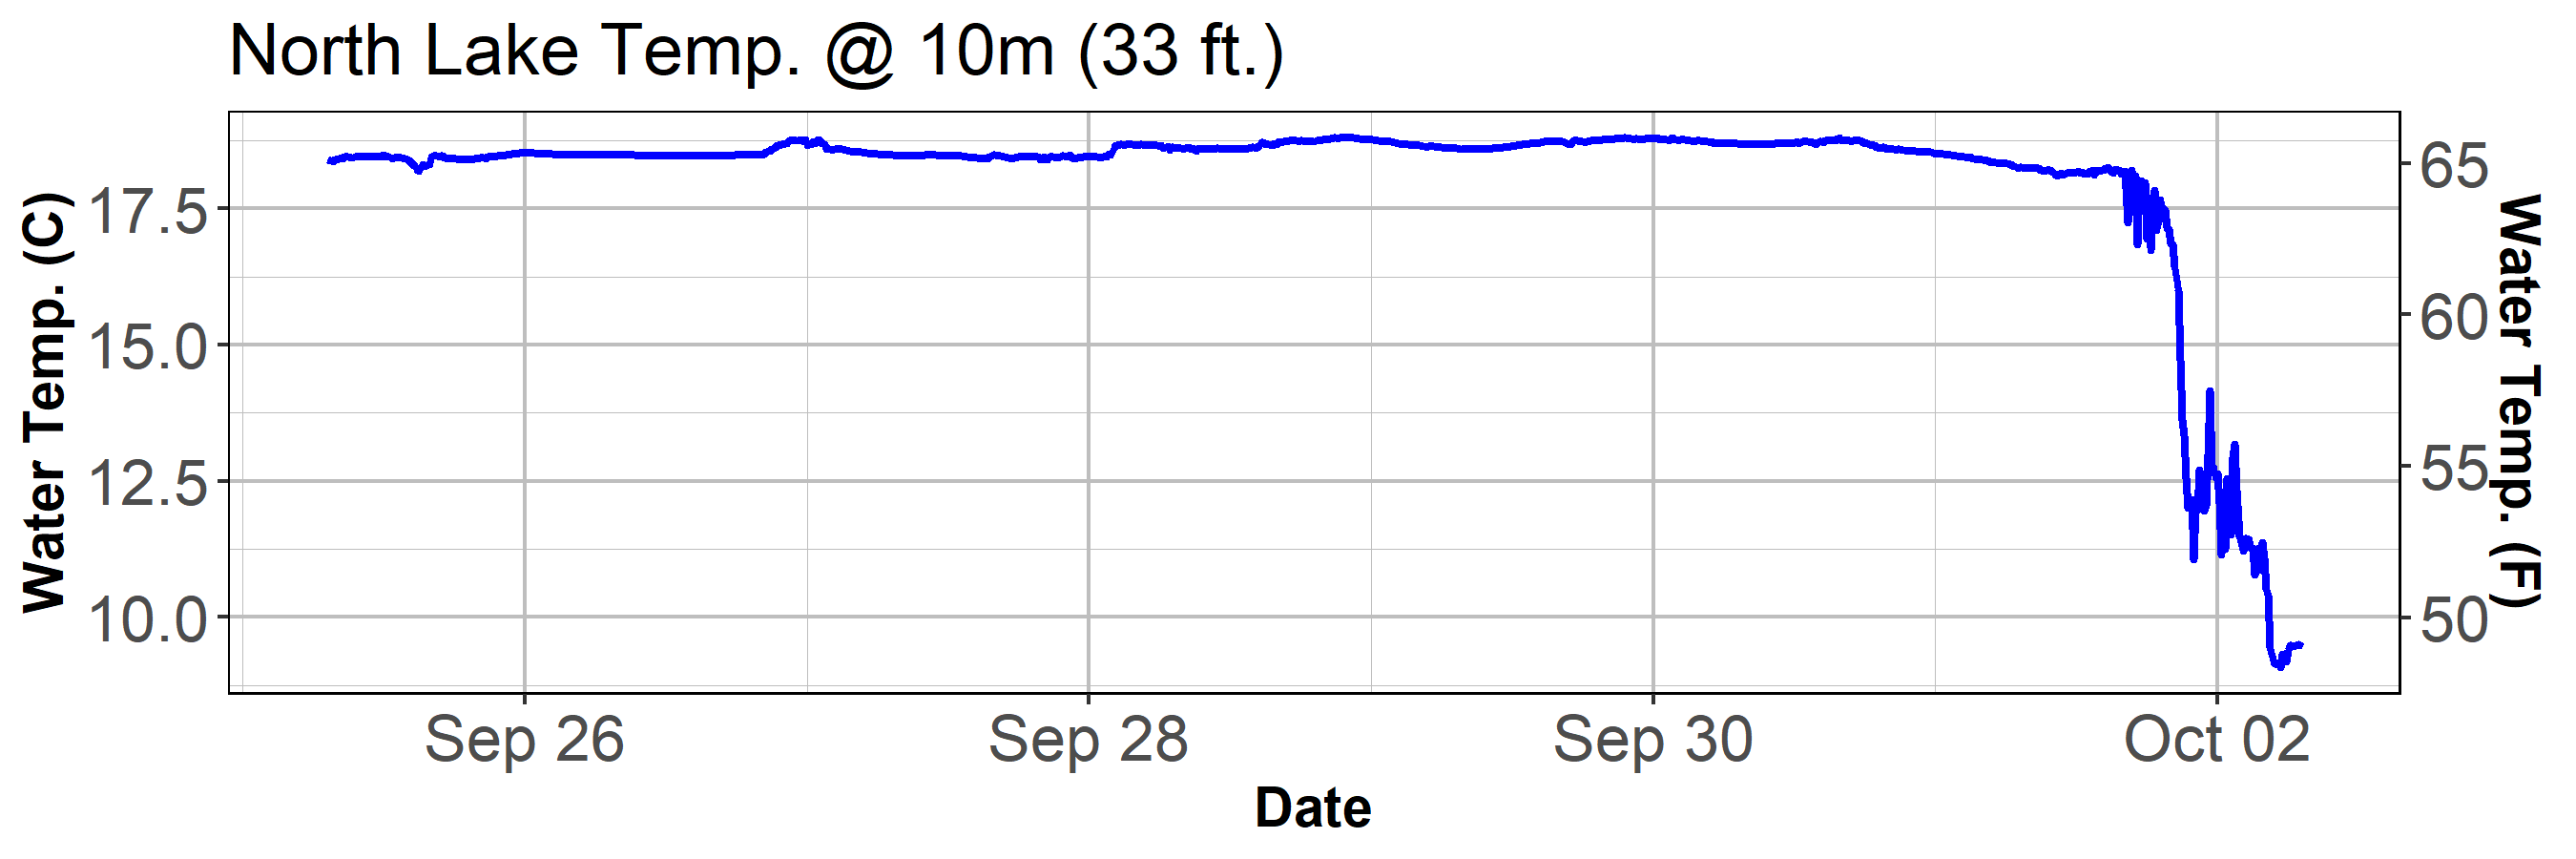 North Lake Temp. @ 10m (33 ft.)
Water Temp. (C)
17.5
15.0
12.5
10.0
65
60
55
50
Water Temp. (F)
Sep 26
Sep 28
Sep 30
Oct 02
Date